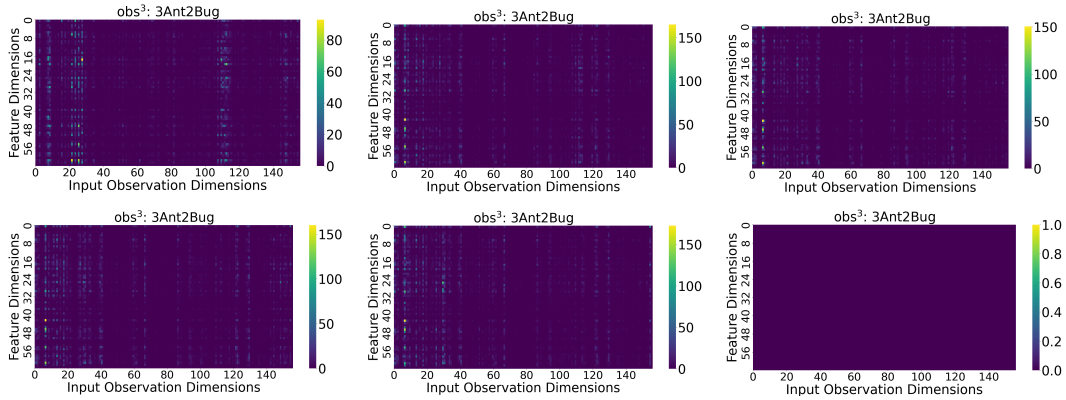 obs³: 3Ant2Bug
Feature Dimensions
0 8 16 24 32 40 48 56
0 20 40 60 80 100 120 140
Input Observation Dimensions
80
60
40
20
0
obs³: 3Ant2Bug
Feature Dimensions
0 8 16 24 32 40 48 56
0 20 40 60 80 100 120 140
Input Observation Dimensions
150
100
50
0
obs³: 3Ant2Bug
Feature Dimensions
0 8 16 24 32 40 48 56
0 20 40 60 80 100 120 140
Input Observation Dimensions
150
100
50
0
obs³: 3Ant2Bug
Feature Dimensions
0 8 16 24 32 40 48 56
0 20 40 60 80 100 120 140
Input Observation Dimensions
150
100
50
0
obs³: 3Ant2Bug
Feature Dimensions
0 8 16 24 32 40 48 56
0 20 40 60 80 100 120 140
Input Observation Dimensions
150
100
50
0
obs³: 3Ant2Bug
Feature Dimensions
0 8 16 24 32 40 48 56
0 20 40 60 80 100 120 140
Input Observation Dimensions
1.0
0.8
0.6
0.4
0.2
0.0